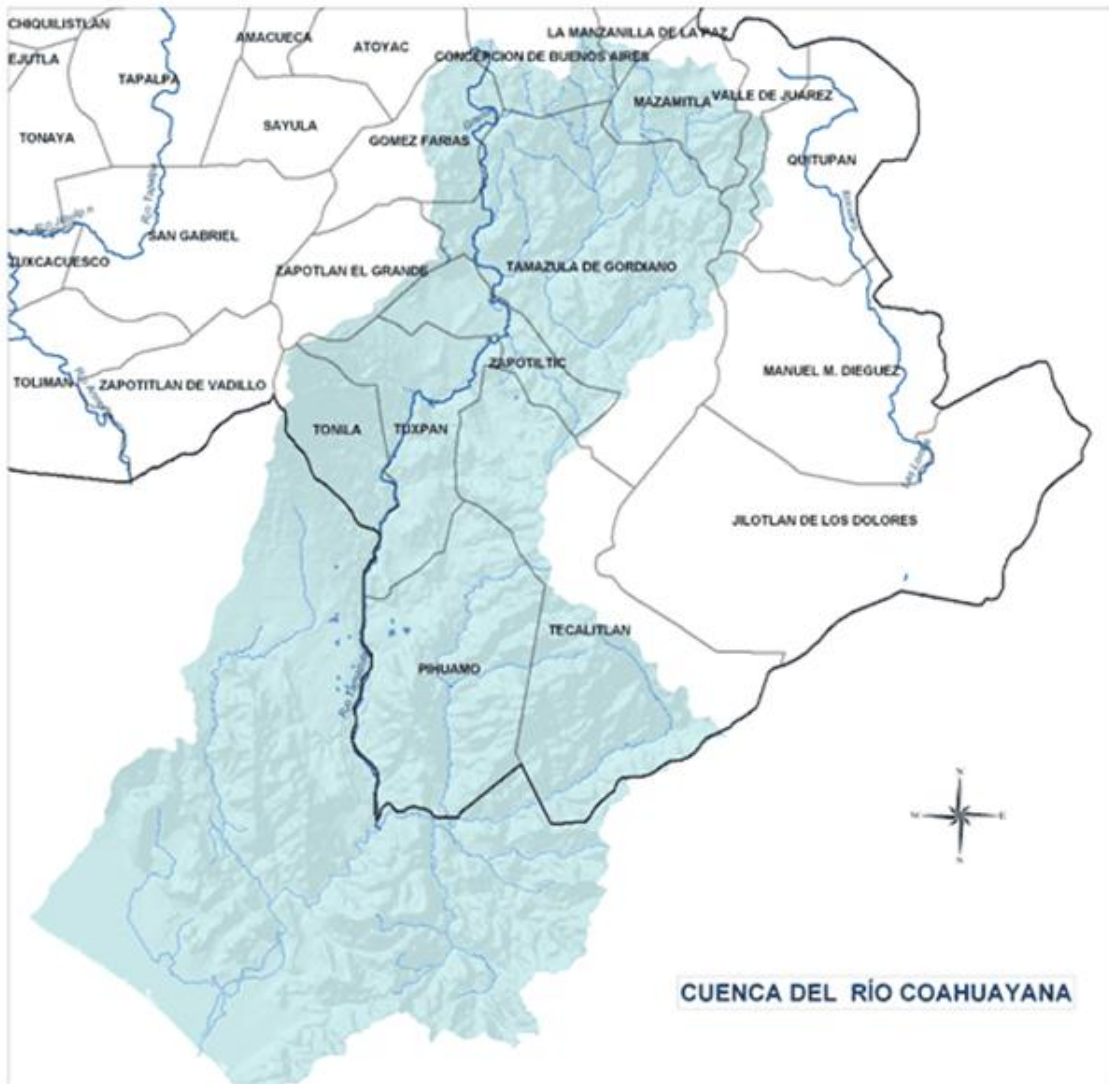 CHIQUILISTLAN
AMACUECA
LA MANZANILLA DE LA PAZ
EJUTLA
ATOYAC
CONCEPCION DE BUENOS AIRES
TAPALPA
MAZAMITLA
VALLE DE JUAREZ
SAYULA
TONAYA
GOMEZ FARIAS
QUITUPAN
SAN GABRIEL
TUXCACUESCO
ZAPOTLAN EL GRANDE
TAMAZULA DE GORDIANO
ZAPOTILTIC
MANUEL M. DIEGUEZ
TOLIMAN
ZAPOTITLAN DE VADILLO
TONILA
TUXPAN
JILOTLAN DE LOS DOLORES
TECALITLAN
PIHUAMO
N
E
S
CUENCA DEL RÍO COAHUAYANA